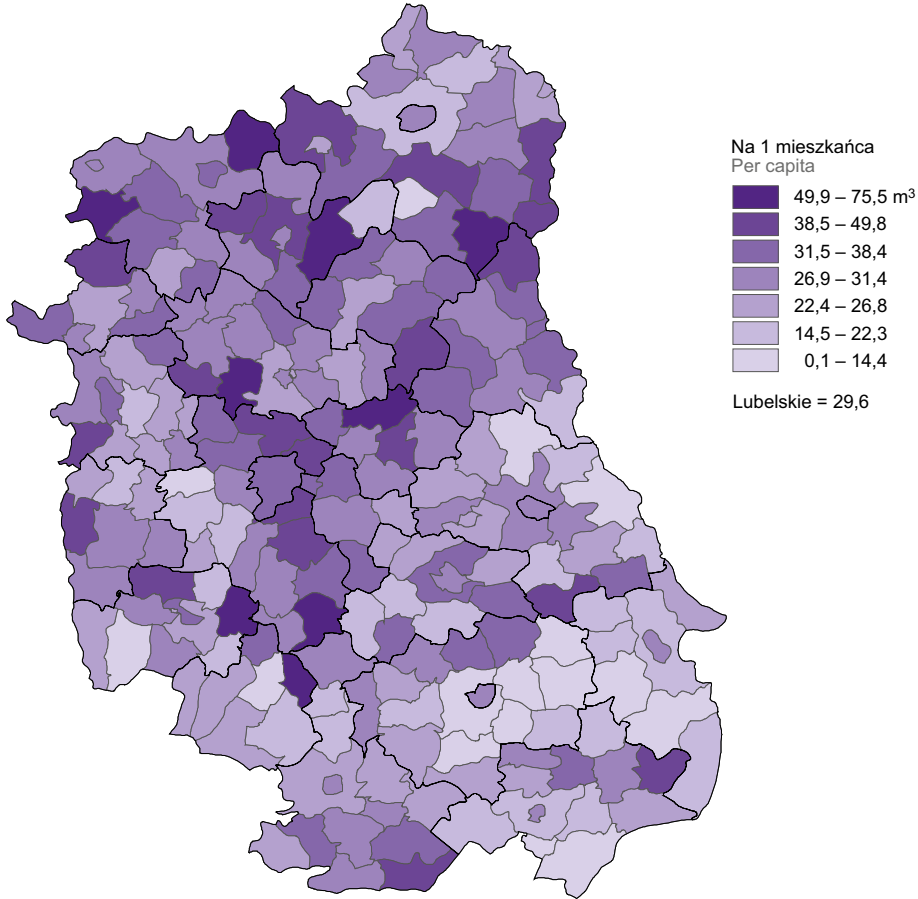 Na 1 mieszkańca
Per capita
49,9 – 75,5 m³
38,5 – 49,8
31,5 – 38,4
26,9 – 31,4
22,4 – 26,8
14,5 – 22,3
0,1 – 14,4
Lubelskie = 29,6